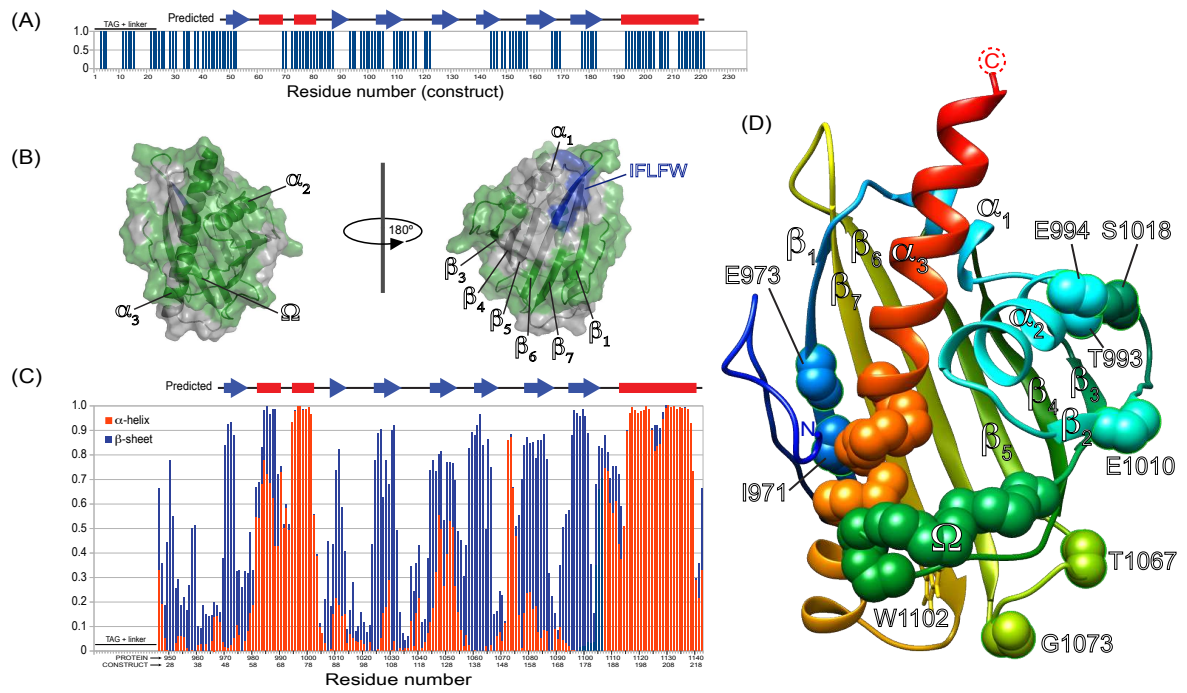 (A)
TAG + linker
Predicted
1.0
0.5
0
1 10 20 30 40 50 60 70 80 90 100 110 120 130 140 150 160 170 180 190 200 210 220 230
Residue number (construct)
(B)
α1
IFLFW
α2
180º
α3
Ω
β3
β4
β5
β6
β7
β1
(C)
Predicted
1.0
0.9
0.8
0.7
0.6
0.5
0.4
0.3
0.2
0.1
0
α-helix
β-sheet
TAG + linker
PROTEIN 950 960 970 980 990 1000 1010 1020 1030 1040 1050 1060 1070 1080 1090 1100 1110 1120 1130 1140
CONSTRUCT 28 38 48 58 68 78 88 98 108 118 128 138 148 158 168 178 188 198 208 218
Residue number
(D)
C
α1
E994 S1018
β1
β6
α3
E973
β7
α2
T993
β3
β4
β2
N
β5
E1010
I971
Ω
T1067
W1102
G1073